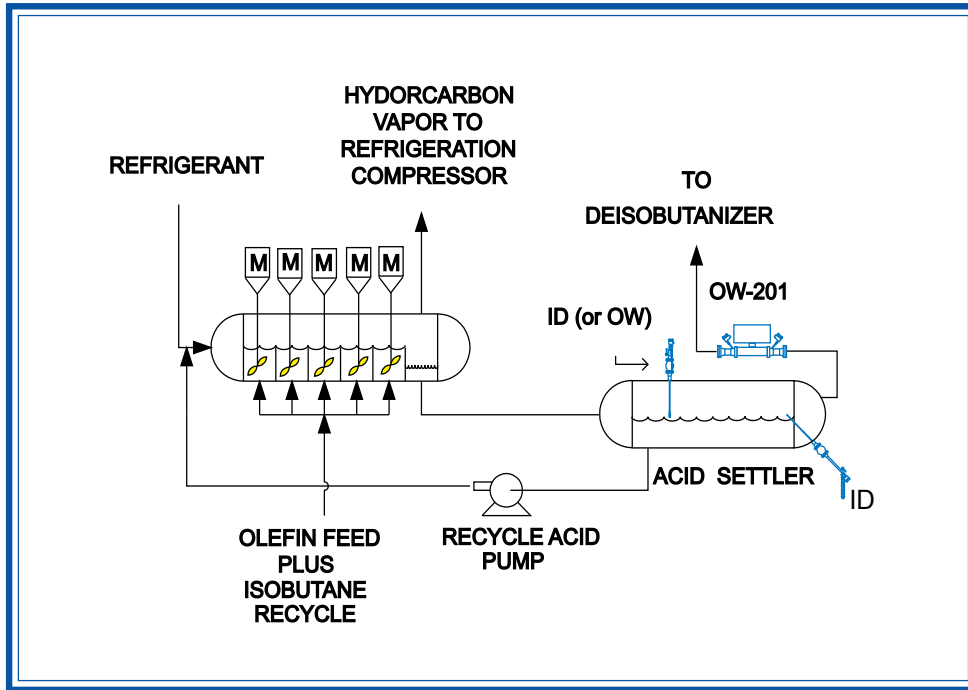 HYDORCARBON
VAPOR TO
REFRIGERATION
COMPRESSOR
REFRIGERANT
TO
DEISOBUTANIZER
M M M M M
OW-201
ID (or OW)
ACID SETTLER
ID
OLEFIN FEED
PLUS
ISOBUTANE
RECYCLE
RECYCLE ACID
PUMP